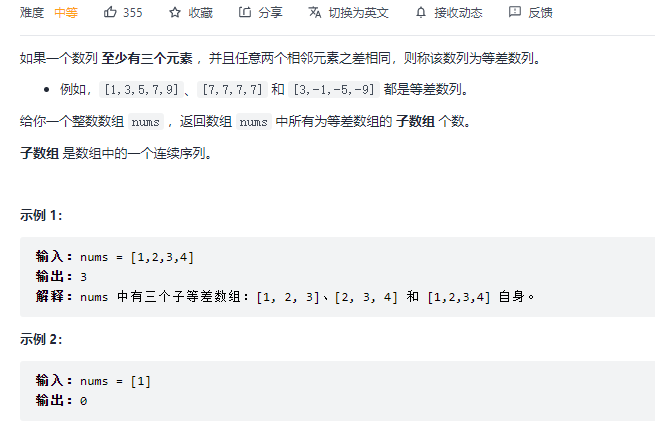 难度 中等 355 收藏 分享 切换为英文 接收动态 反馈
如果一个数列 至少有三个元素 ，并且任意两个相邻元素之差相同，则称该数列为等差数列。
• 例如，[1,3,5,7,9]、[7,7,7,7] 和 [3,-1,-5,-9] 都是等差数列。
给你一个整数数组 nums ，返回数组 nums 中所有为等差数组的 子数组 个数。
子数组 是数组中的一个连续序列。
示例 1：
输入：nums = [1,2,3,4]
输出：3
解释：nums 中有三个子等差数组：[1, 2, 3]、[2, 3, 4] 和 [1,2,3,4] 自身。
示例 2：
输入：nums = [1]
输出：0